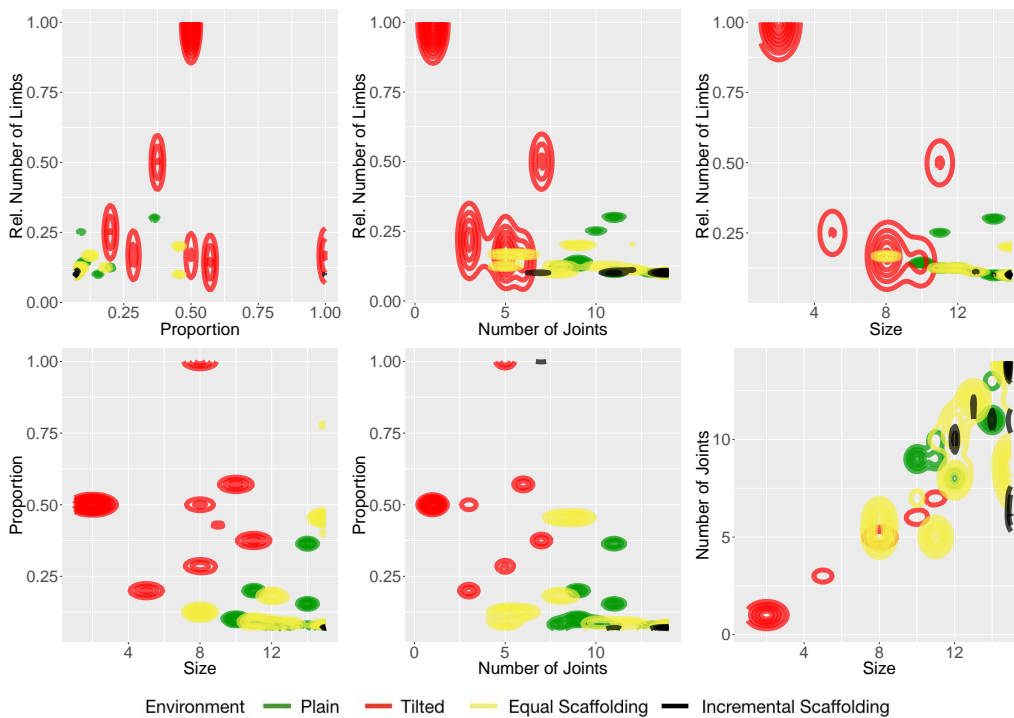 1.00
0.75
0.50
0.25
0.00
Rel. Number of Limbs
0.25 0.50 0.75 1.00
Proportion
1.00
0.75
0.50
0.25
0.00
Rel. Number of Limbs
0 5 10
Number of Joints
1.00
0.75
0.50
0.25
0.00
Rel. Number of Limbs
4 8 12
Size
1.00
0.75
0.50
0.25
Proportion
4 8 12
Size
1.00
0.75
0.50
0.25
Proportion
0 5 10
Number of Joints
10
5
0
Number of Joints
4 8 12
Size
Environment Plain Tilted Equal Scaffolding Incremental Scaffolding